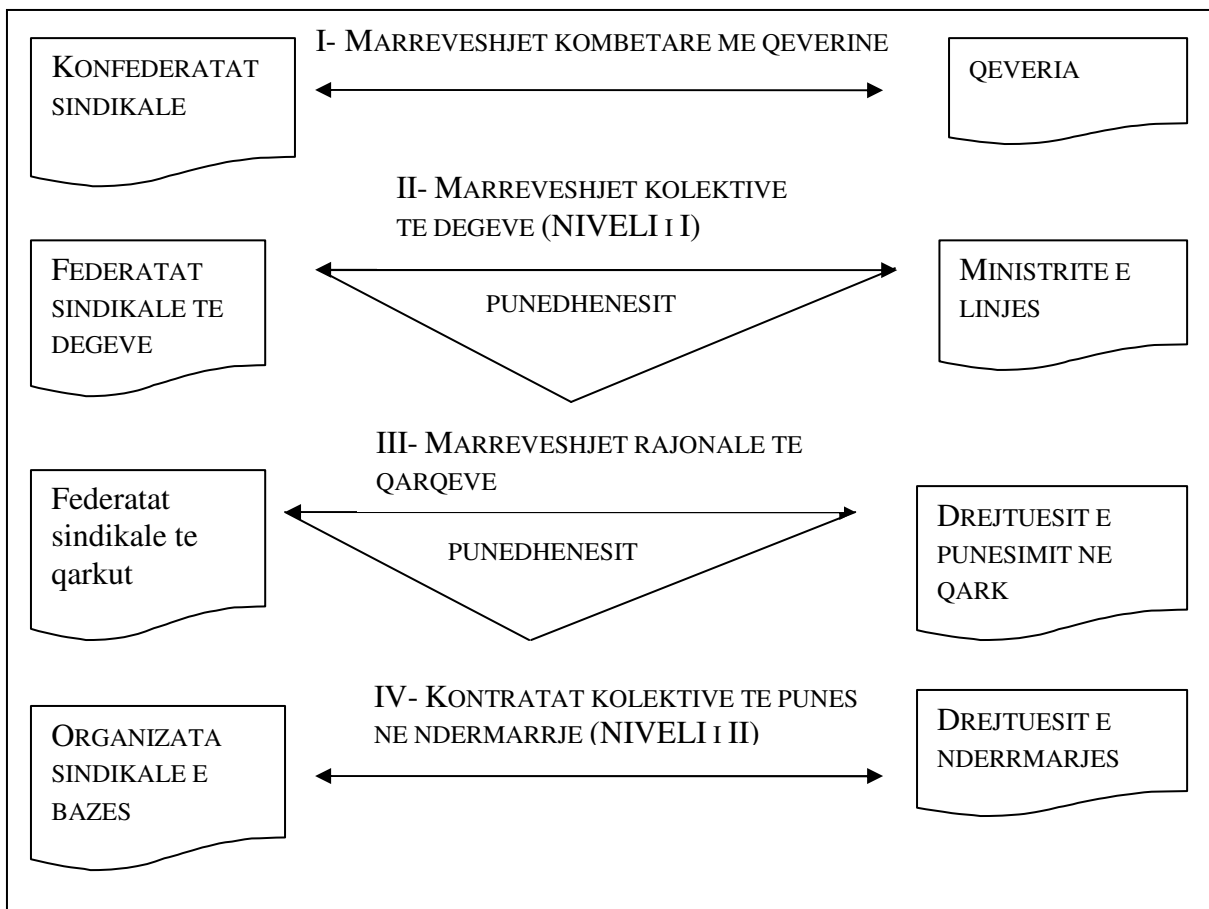 I- MARREVESHJET KOMBETARE ME QEVERINE
KONFEDERATAT
SINDIKALE
QEVERIA
II- MARREVESHJET KOLEKTIVE
TE DEGEVE (NIVELI I I)
FEDERATAT
SINDIKALE TE
DEGEVE
PUNEDHENESIT
MINISTRITE E
LINJES
III- MARREVESHJET RAJONALE TE
QARQEVE
Federatat
sindikale te
qarkut
PUNEDHENESIT
DREJTUESIT E
PUNESIMIT NE
QARK
IV- KONTRATAT KOLEKTIVE TE PUNES
NE NDERMARRJE (NIVELI I II)
ORGANIZATA
SINDIKALE E
BAZES
DREJTUESIT E
NDERRMARJES